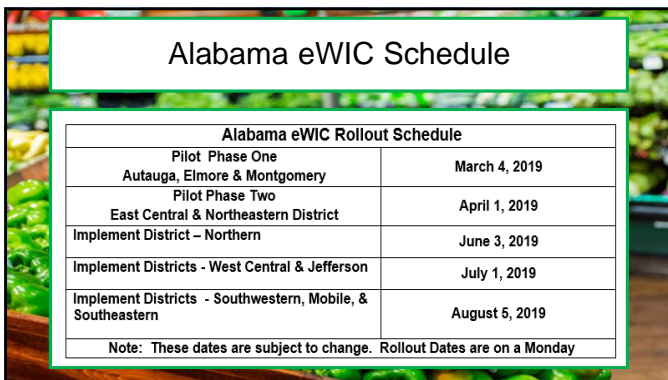 Alabama eWIC Schedule
Alabama eWIC Rollout Schedule
Pilot Phase One
Autauga, Elmore & Montgomery
March 4, 2019
Pilot Phase Two
East Central & Northeastern District
April 1, 2019
Implement District – Northern
June 3, 2019
Implement Districts - West Central & Jefferson
July 1, 2019
Implement Districts - Southwestern, Mobile, &
Southeastern
August 5, 2019
Note: These dates are subject to change. Rollout Dates are on a Monday